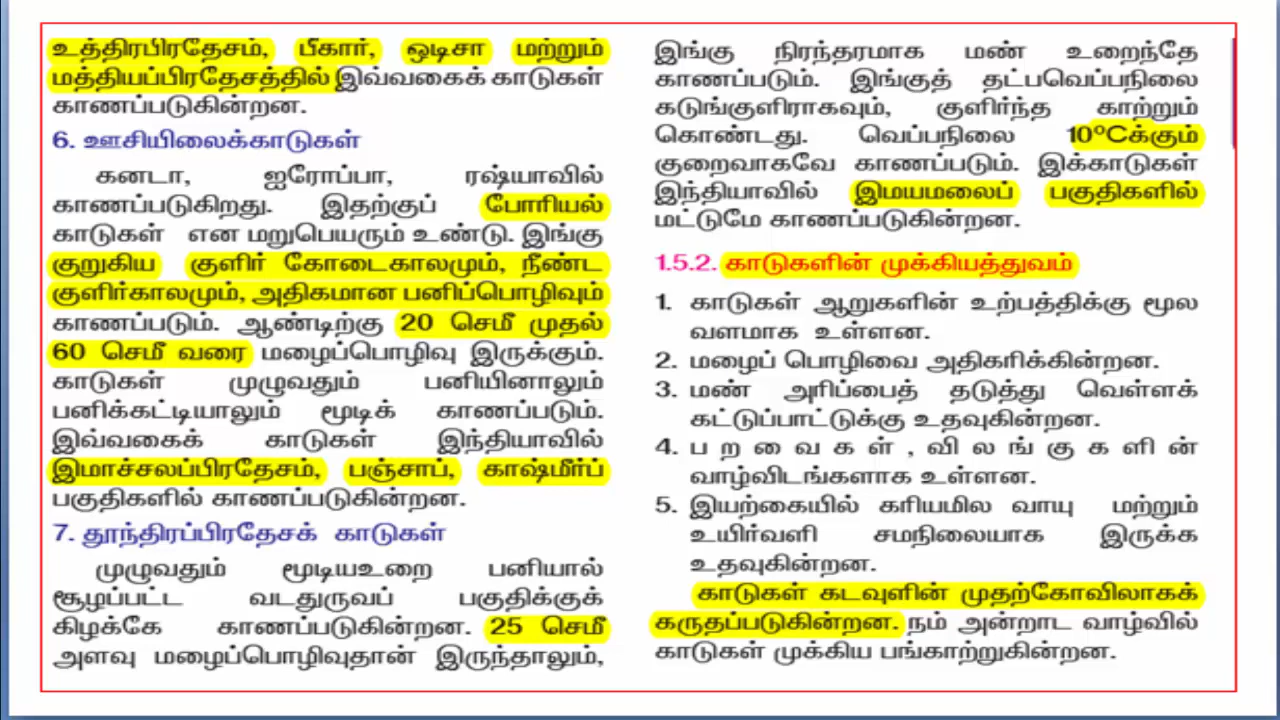 உத்திரபிரதேசம், பீகார், ஒடிசா மற்றும்
மத்தியப்பிரதேசத்தில் இவ்வகைக் காடுகள்
காணப்படுகின்றன.
6. ஊசியிலைக்காடுகள்
கனடா, ஐரோப்பா, ரஷ்யாவில்
காணப்படுகிறது. இதற்குப் போரியல்
காடுகள் என மறுபெயரும் உண்டு. இங்கு
குறுகிய குளிர் கோடைகாலமும், நீண்ட
குளிர்காலமும், அதிகமான பனிப்பொழிவும்
காணப்படும். ஆண்டிற்கு 20 செமீ முதல்
60 செமீ வரை மழைப்பொழிவு இருக்கும்.
காடுகள் முழுவதும் பனியினாலும்
பனிக்கட்டியாலும் மூடிக் காணப்படும்.
இவ்வகைக் காடுகள் இந்தியாவில்
இமாச்சலப்பிரதேசம், பஞ்சாப், காஷ்மீர்ப்
பகுதிகளில் காணப்படுகின்றன.
7. தூந்திரப்பிரதேசக் காடுகள்
முழுவதும் மூடியஉறை பனியால்
சூழப்பட்ட வடதுருவப் பகுதிக்குக்
கிழக்கே காணப்படுகின்றன. 25 செமீ
அளவு மழைப்பொழிவுதான் இருந்தாலும்,
இங்கு நிரந்தரமாக மண் உறைந்தே
காணப்படும். இங்குத் தட்பவெப்பநிலை
கடுங்குளிராகவும், குளிர்ந்த காற்றும்
கொண்டது. வெப்பநிலை 10°Cக்கும்
குறைவாகவே காணப்படும். இக்காடுகள்
இந்தியாவில் இமயமலைப் பகுதிகளில்
மட்டுமே காணப்படுகின்றன.
1.5.2. காடுகளின் முக்கியத்துவம்
1. காடுகள் ஆறுகளின் உற்பத்திக்கு மூல
வளமாக உள்ளன.
2. மழைப் பொழிவை அதிகரிக்கின்றன.
3. மண் அரிப்பைத் தடுத்து வெள்ளக்
கட்டுப்பாட்டுக்கு உதவுகின்றன.
4. பறவைகள், விலங்குகளின்
வாழ்விடங்களாக உள்ளன.
5. இயற்கையில் கரியமில வாயு மற்றும்
உயிர்வளி சமநிலையாக இருக்க
உதவுகின்றன.
காடுகள் கடவுளின் முதற்கோவிலாகக்
கருதப்படுகின்றன. நம் அன்றாட வாழ்வில்
காடுகள் முக்கிய பங்காற்றுகின்றன.